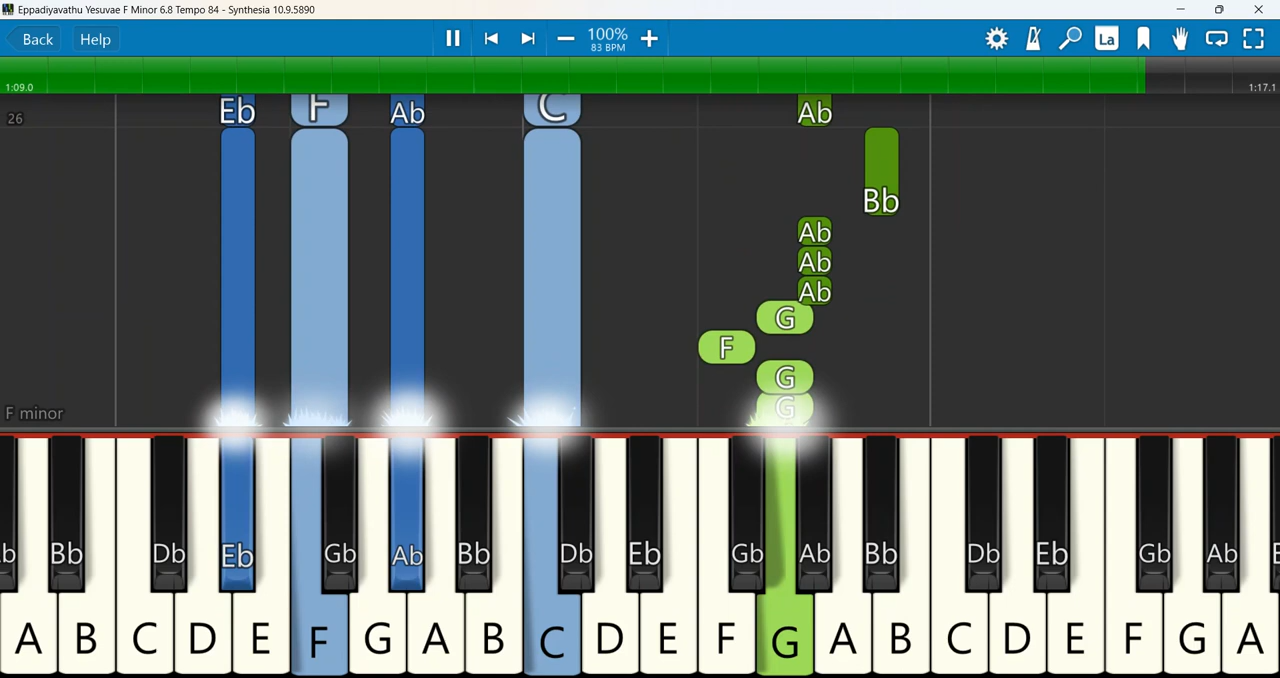 Eppadiyavathu Yesuvae F Minor 6.8 Tempo 84 - Synthesia 10.9.5890
Back Help 100% La
83 BPM
1:09.0 1:17.1
Eb F Ab C Ab
26
Bb
Ab
Ab
Ab
G
F
G
G
F minor
b Bb Db Eb Gb Ab Bb Db Eb Gb Ab Bb Db Eb Gb Ab E
A B C D E F G A B C D E F G A B C D E F G A